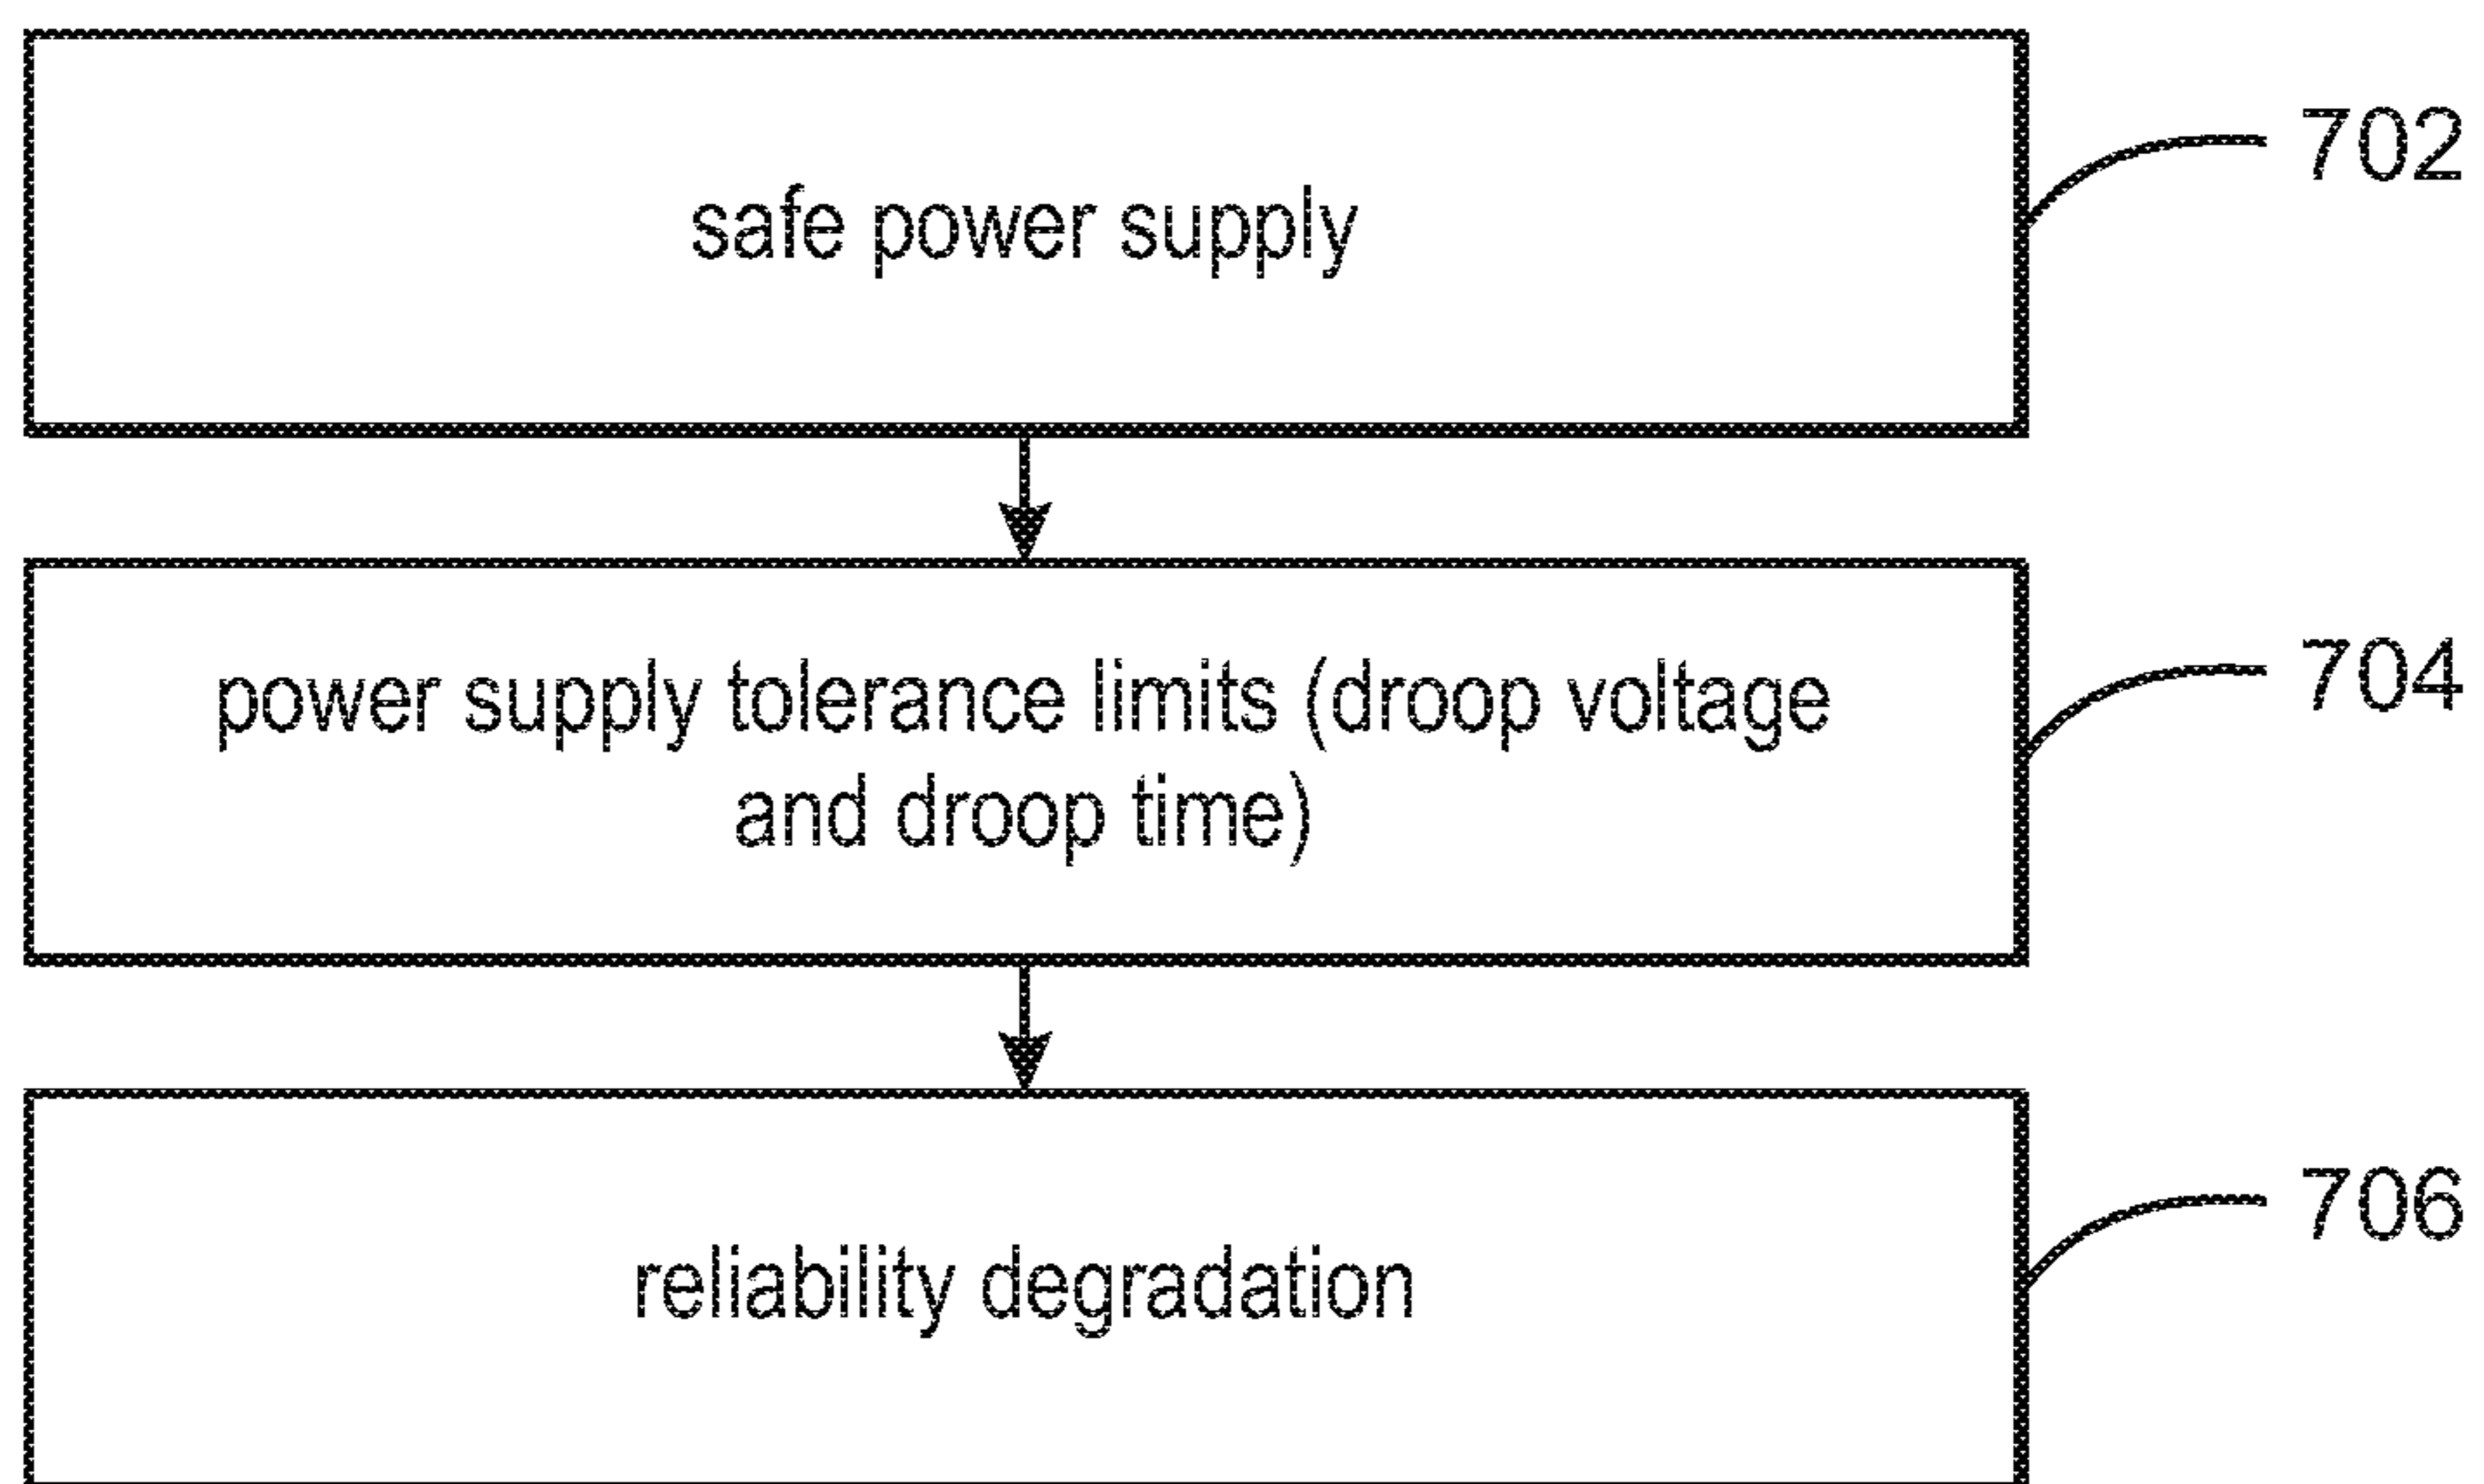 safe power supply
702
power supply tolerance limits (droop voltage
and droop time)
704
reliability degradation
706